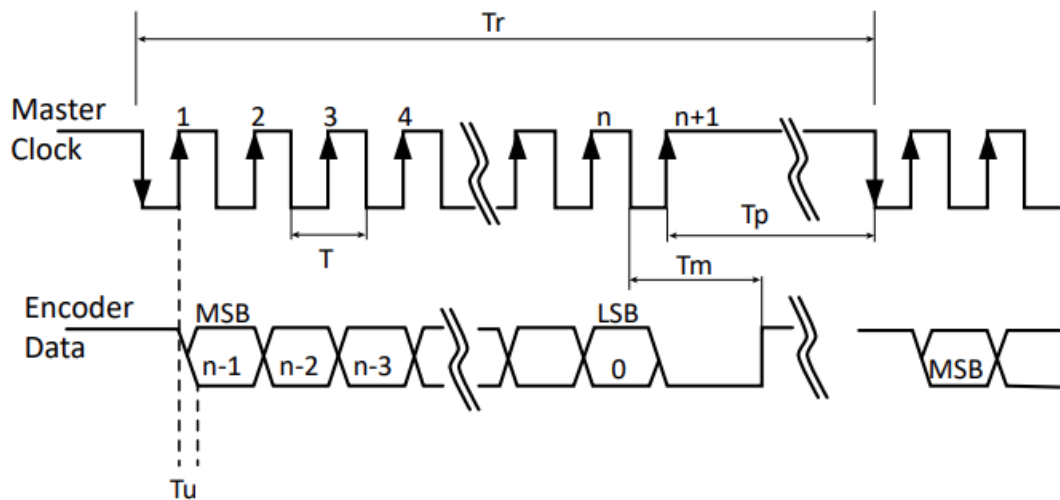 Tr
Master
Clock
1 2 3 4 n n+1
T
Tp
Tm
Encoder
Data
MSB LSB
n-1 n-2 n-3 0 MSB
Tu